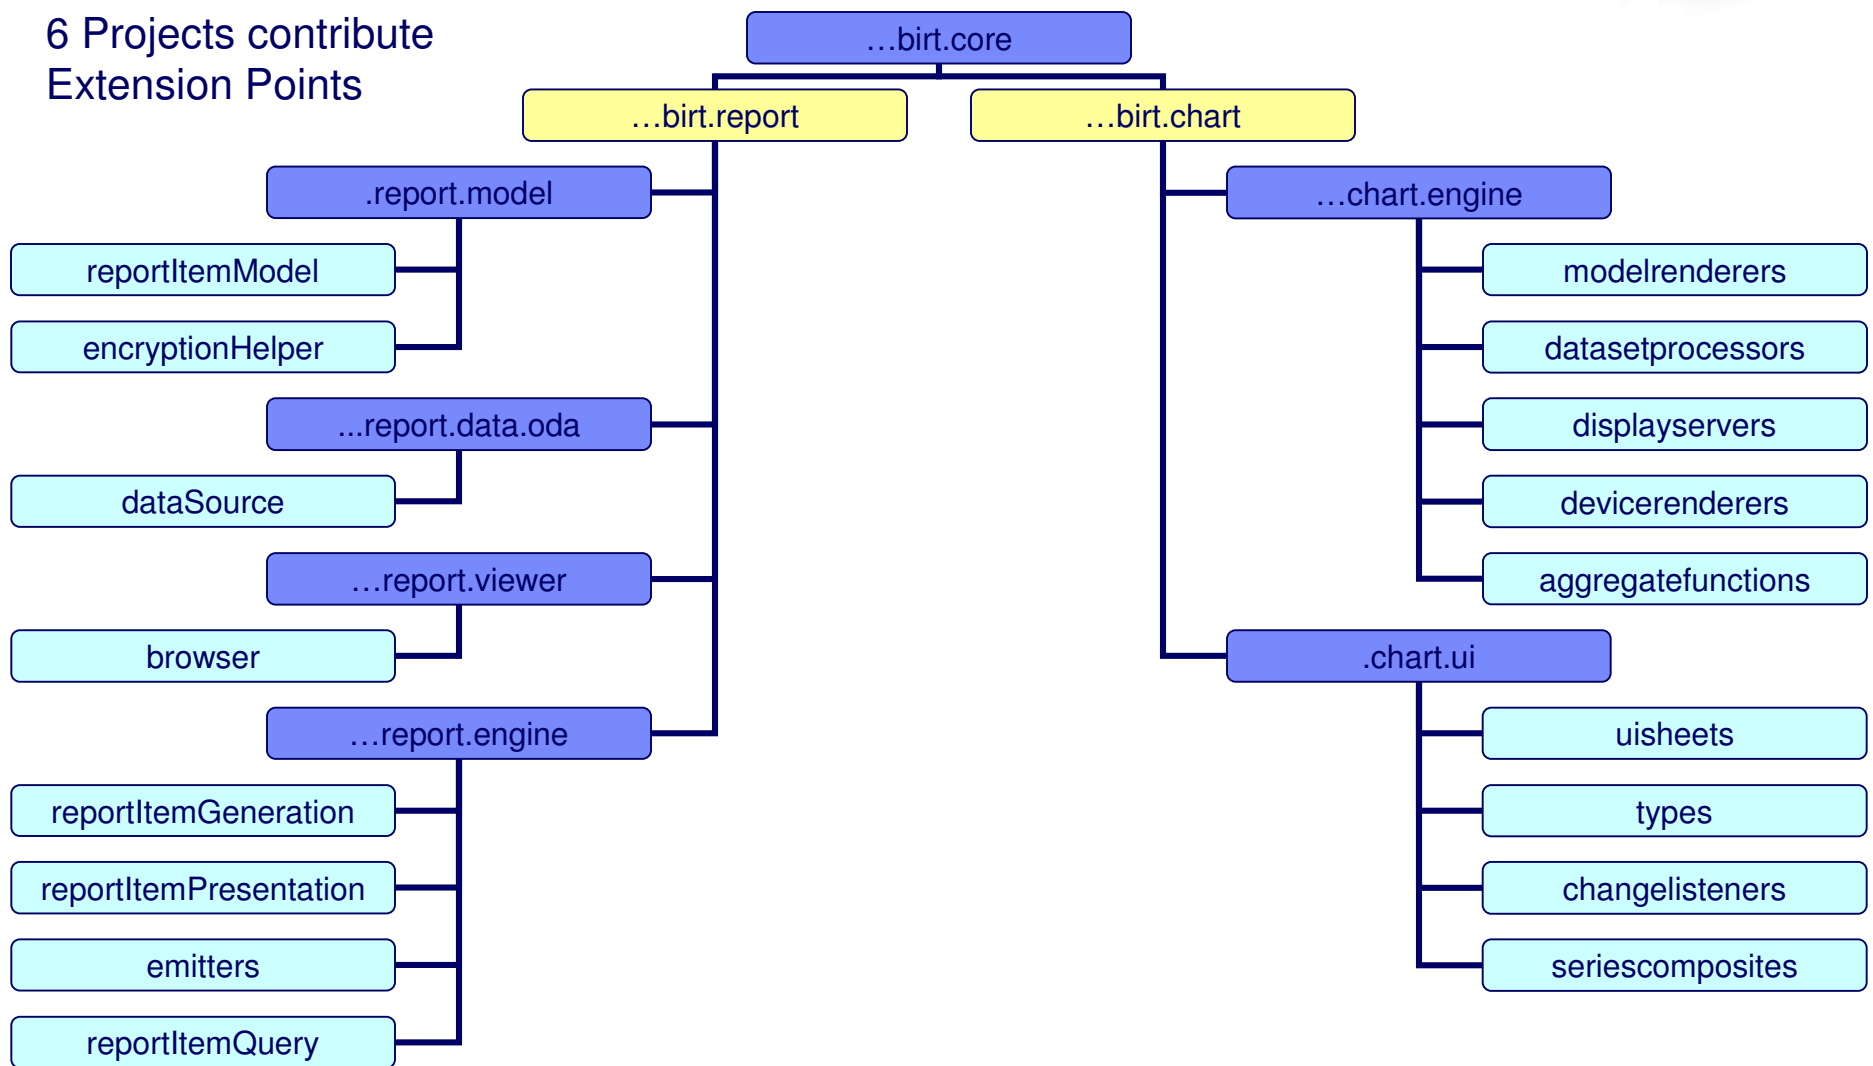 6 Projects contribute
Extension Points
…birt.core
…birt.report
…birt.chart
.report.model
reportItemModel
encryptionHelper
...report.data.oda
dataSource
…report.viewer
browser
…report.engine
reportItemGeneration
reportItemPresentation
emitters
reportItemQuery
…chart.engine
modelrenderers
datasetprocessors
displayservers
devicerenderers
aggregatefunctions
.chart.ui
uisheets
types
changelisteners
seriescomposites